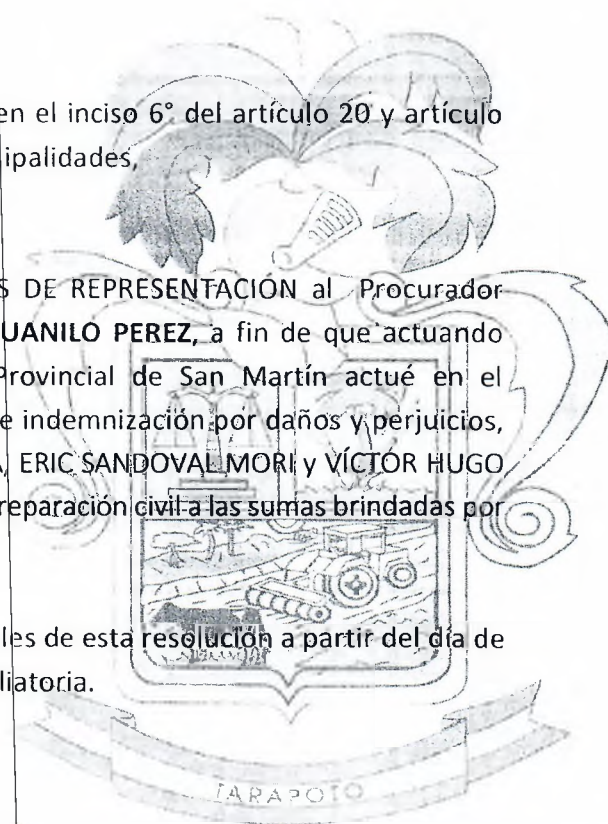 en el inciso 6° del artículo 20 y artículo
ipalidades,
S DE REPRESENTACIÓN al Procurador
UANILO PEREZ, a fin de que actuando
Provincial de San Martín actué en el
e indemnización por daños y perjuicios,
A, ERIC SANDOVAL MORI y VÍCTOR HUGO
reparación civil a las sumas brindadas por
les de esta resolución a partir del día de
liatoria.
TARAPOTO